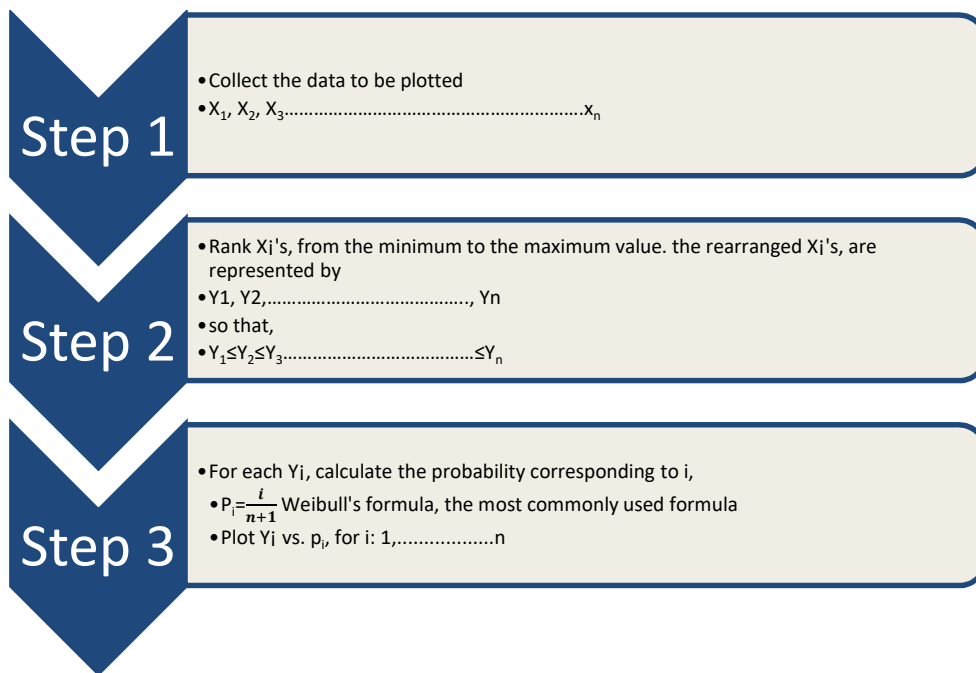 Step 1
•Collect the data to be plotted
•X₁, X₂, X₃...............................................................xₙ
Step 2
•Rank Xi's, from the minimum to the maximum value. the rearranged Xi's, are
represented by
•Y1, Y2,.........................................., Yn
•so that,
•Y₁≤Y₂≤Y₃........................................≤Yₙ
Step 3
•For each Yi, calculate the probability corresponding to i,
•Pᵢ=i/n+1 Weibull's formula, the most commonly used formula
•Plot Yi vs. pᵢ, for i: 1,..................n